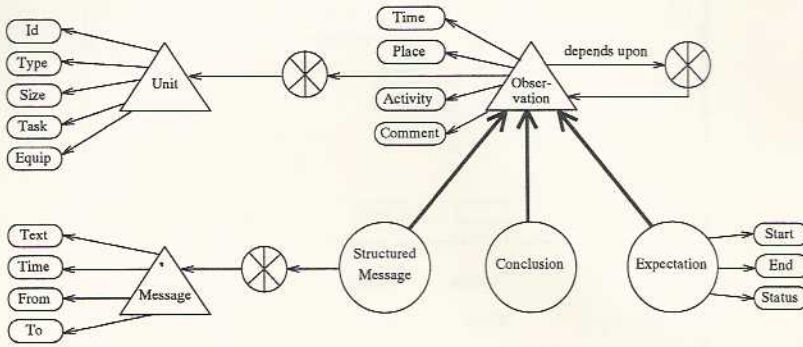 Id
Type
Size
Task
Equip
Unit
Time
Place
Activity
Comment
Obser-
vation
depends upon
Text
Time
From
To
Message
Structured
Message
Conclusion
Expectation
Start
End
Status